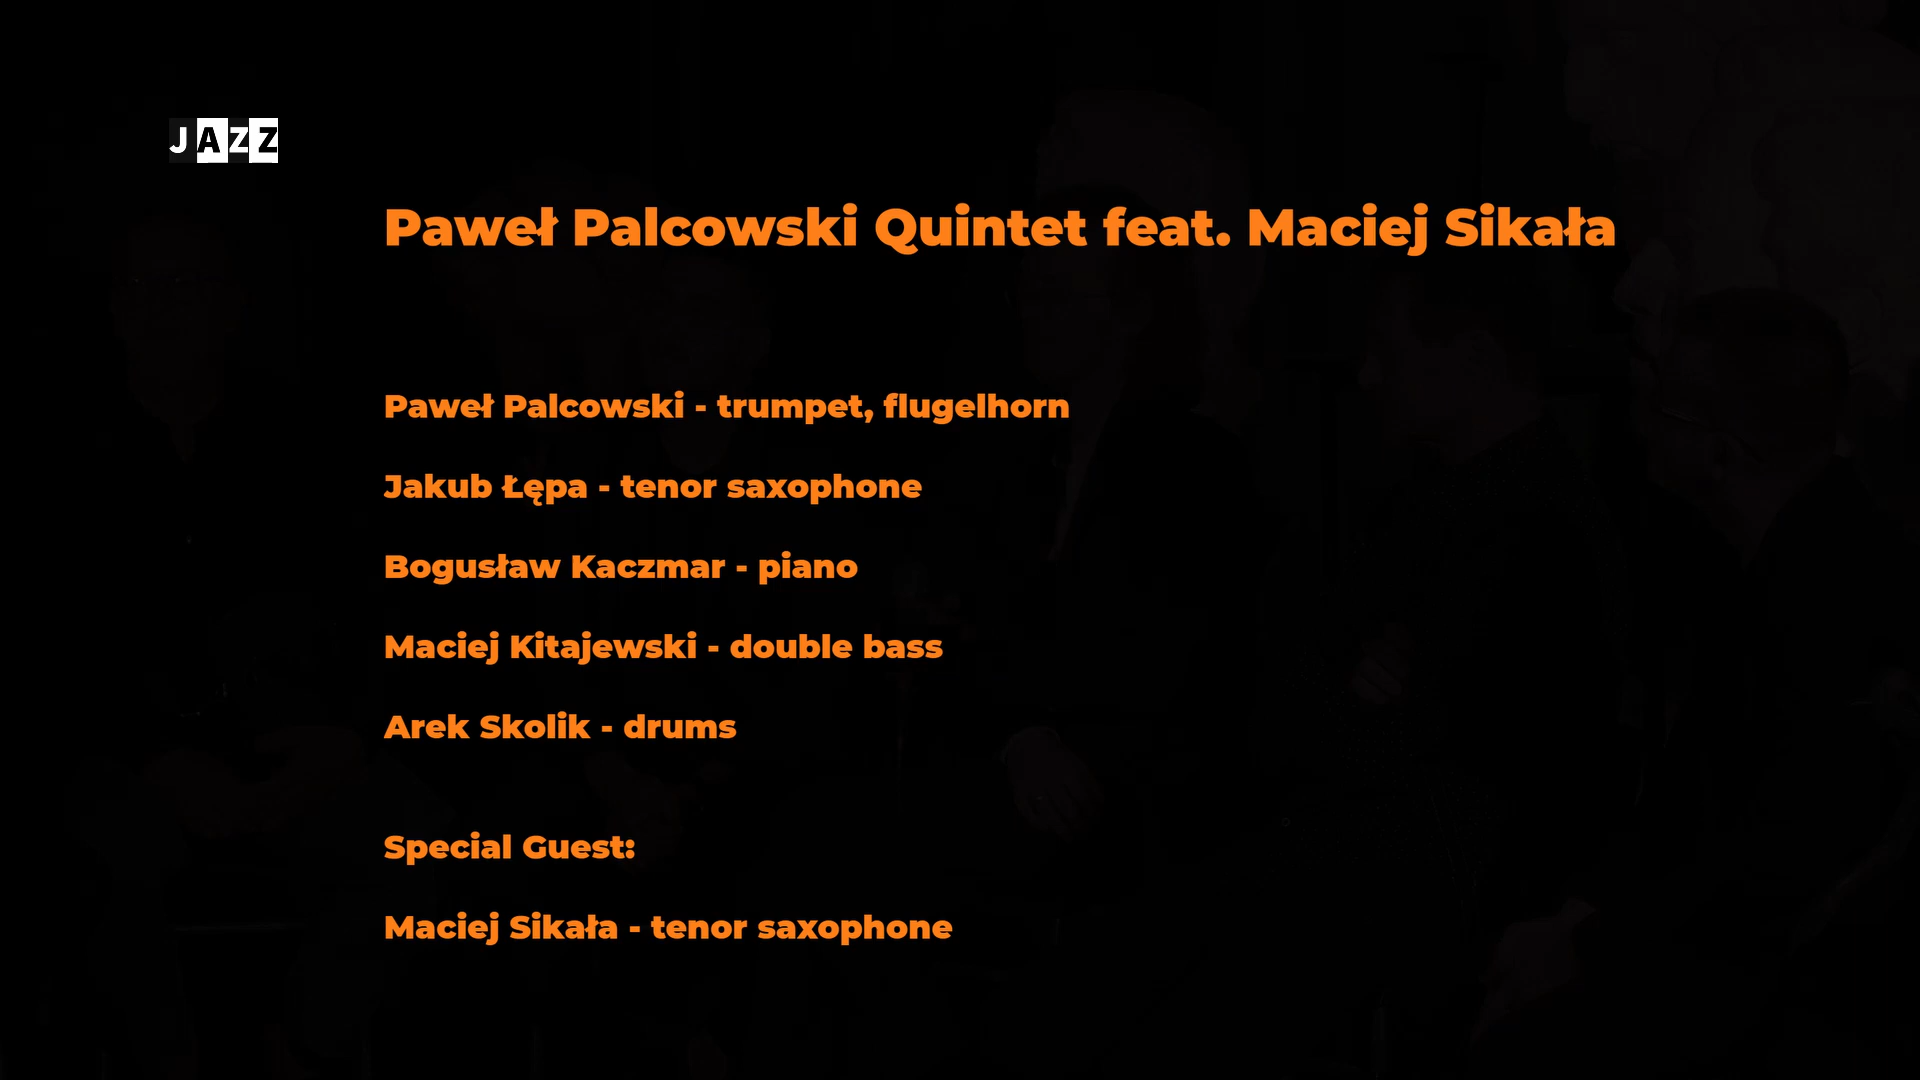 JAZZ
Paweł Palcowski Quintet feat. Maciej Sikała
Paweł Palcowski - trumpet, flugelhorn
Jakub Łępa - tenor saxophone
Bogusław Kaczmar - piano
Maciej Kitajewski - double bass
Arek Skolik - drums
Special Guest:
Maciej Sikała - tenor saxophone